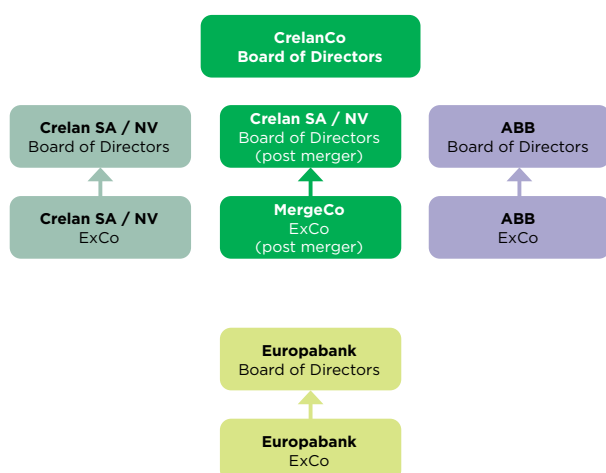 CrelanCo
Board of Directors
Crelan SA / NV
Board of Directors
Crelan SA / NV
Board of Directors
(post merger)
ABB
Board of Directors
Crelan SA / NV
ExCo
MergeCo
ExCo
(post merger)
ABB
ExCo
Europabank
Board of Directors
Europabank
ExCo